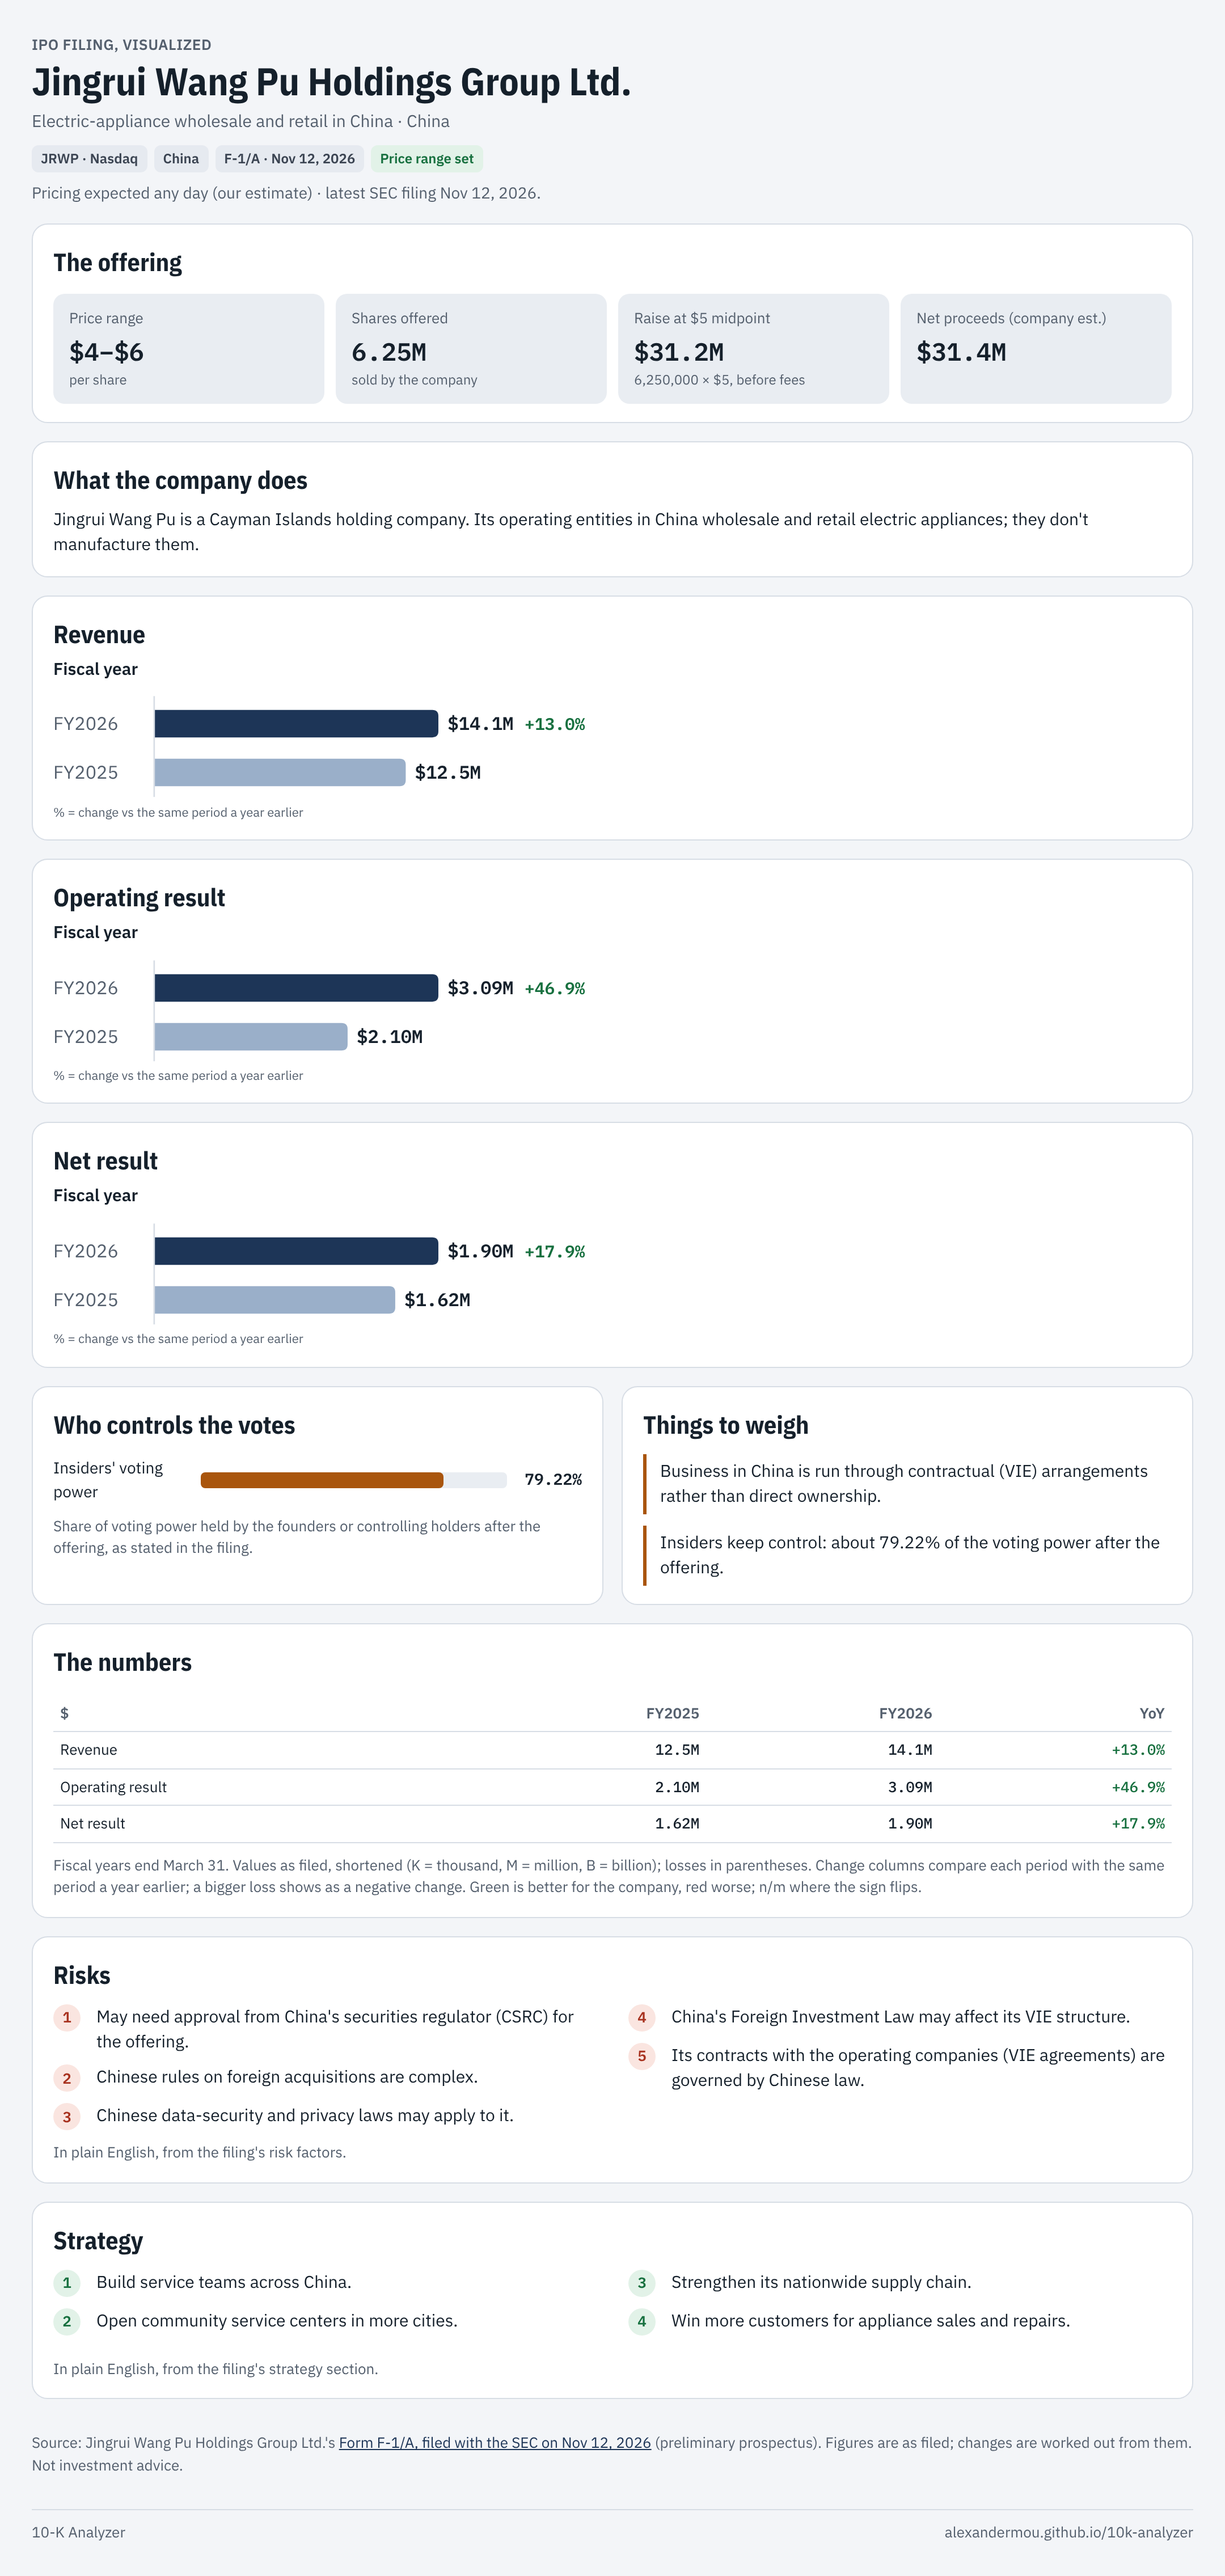 IPO FILING, VISUALIZED
Jingrui Wang Pu Holdings Group Ltd.
Electric-appliance wholesale and retail in China · China
JRWP · Nasdaq
China
F-1/A · Nov 12, 2026
Price range set
Pricing expected any day (our estimate) · latest SEC filing Nov 12, 2026.
The offering
Price range
$4–$6
per share
Shares offered
6.25M
sold by the company
Raise at $5 midpoint
$31.2M
6,250,000 × $5, before fees
Net proceeds (company est.)
$31.4M
What the company does
Jingrui Wang Pu is a Cayman Islands holding company. Its operating entities in China wholesale and retail electric appliances; they don't
manufacture them.
Revenue
Fiscal year
FY2026 $14.1M +13.0%
FY2025 $12.5M
% = change vs the same period a year earlier
Operating result
Fiscal year
FY2026 $3.09M +46.9%
FY2025 $2.10M
% = change vs the same period a year earlier
Net result
Fiscal year
FY2026 $1.90M +17.9%
FY2025 $1.62M
% = change vs the same period a year earlier
Who controls the votes
Insiders' voting
power
79.22%
Share of voting power held by the founders or controlling holders after the
offering, as stated in the filing.
Things to weigh
Business in China is run through contractual (VIE) arrangements
rather than direct ownership.
Insiders keep control: about 79.22% of the voting power after the
offering.
The numbers
$ FY2025 FY2026 YoY
Revenue 12.5M 14.1M +13.0%
Operating result 2.10M 3.09M +46.9%
Net result 1.62M 1.90M +17.9%
Fiscal years end March 31. Values as filed, shortened (K = thousand, M = million, B = billion); losses in parentheses. Change columns compare each period with the same
period a year earlier; a bigger loss shows as a negative change. Green is better for the company, red worse; n/m where the sign flips.
Risks
1 May need approval from China's securities regulator (CSRC) for
the offering.
2 Chinese rules on foreign acquisitions are complex.
3 Chinese data-security and privacy laws may apply to it.
4 China's Foreign Investment Law may affect its VIE structure.
5 Its contracts with the operating companies (VIE agreements) are
governed by Chinese law.
In plain English, from the filing's risk factors.
Strategy
1 Build service teams across China.
2 Open community service centers in more cities.
3 Strengthen its nationwide supply chain.
4 Win more customers for appliance sales and repairs.
In plain English, from the filing's strategy section.
Source: Jingrui Wang Pu Holdings Group Ltd.'s Form F-1/A, filed with the SEC on Nov 12, 2026 (preliminary prospectus). Figures are as filed; changes are worked out from them.
Not investment advice.
10-K Analyzer
alexandermou.github.io/10k-analyzer